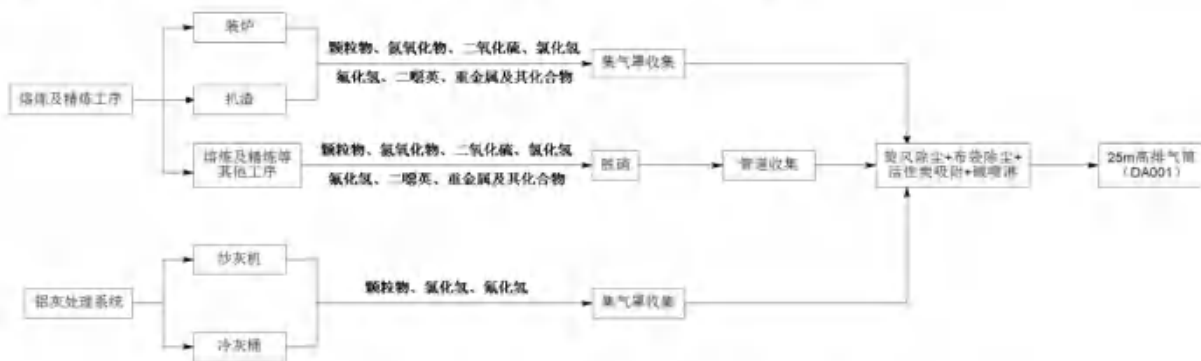 装炉
颗粒物、氮氧化物、二氧化硫、氯化氢
氟化氢、二噁英、重金属及其化合物
集气罩收集
熔炼及精炼工序
扒渣
熔炼及精炼等
其他工序
颗粒物、氮氧化物、二氧化硫、氯化氢
氟化氢、二噁英、重金属及其化合物
脱硝
管道收集
旋风除尘+布袋除尘+
活性炭吸附+碱喷淋
25m高排气筒
（DA001）
炒灰机
铝灰处理系统
颗粒物、氯化氢、氟化氢
集气罩收集
冷灰桶